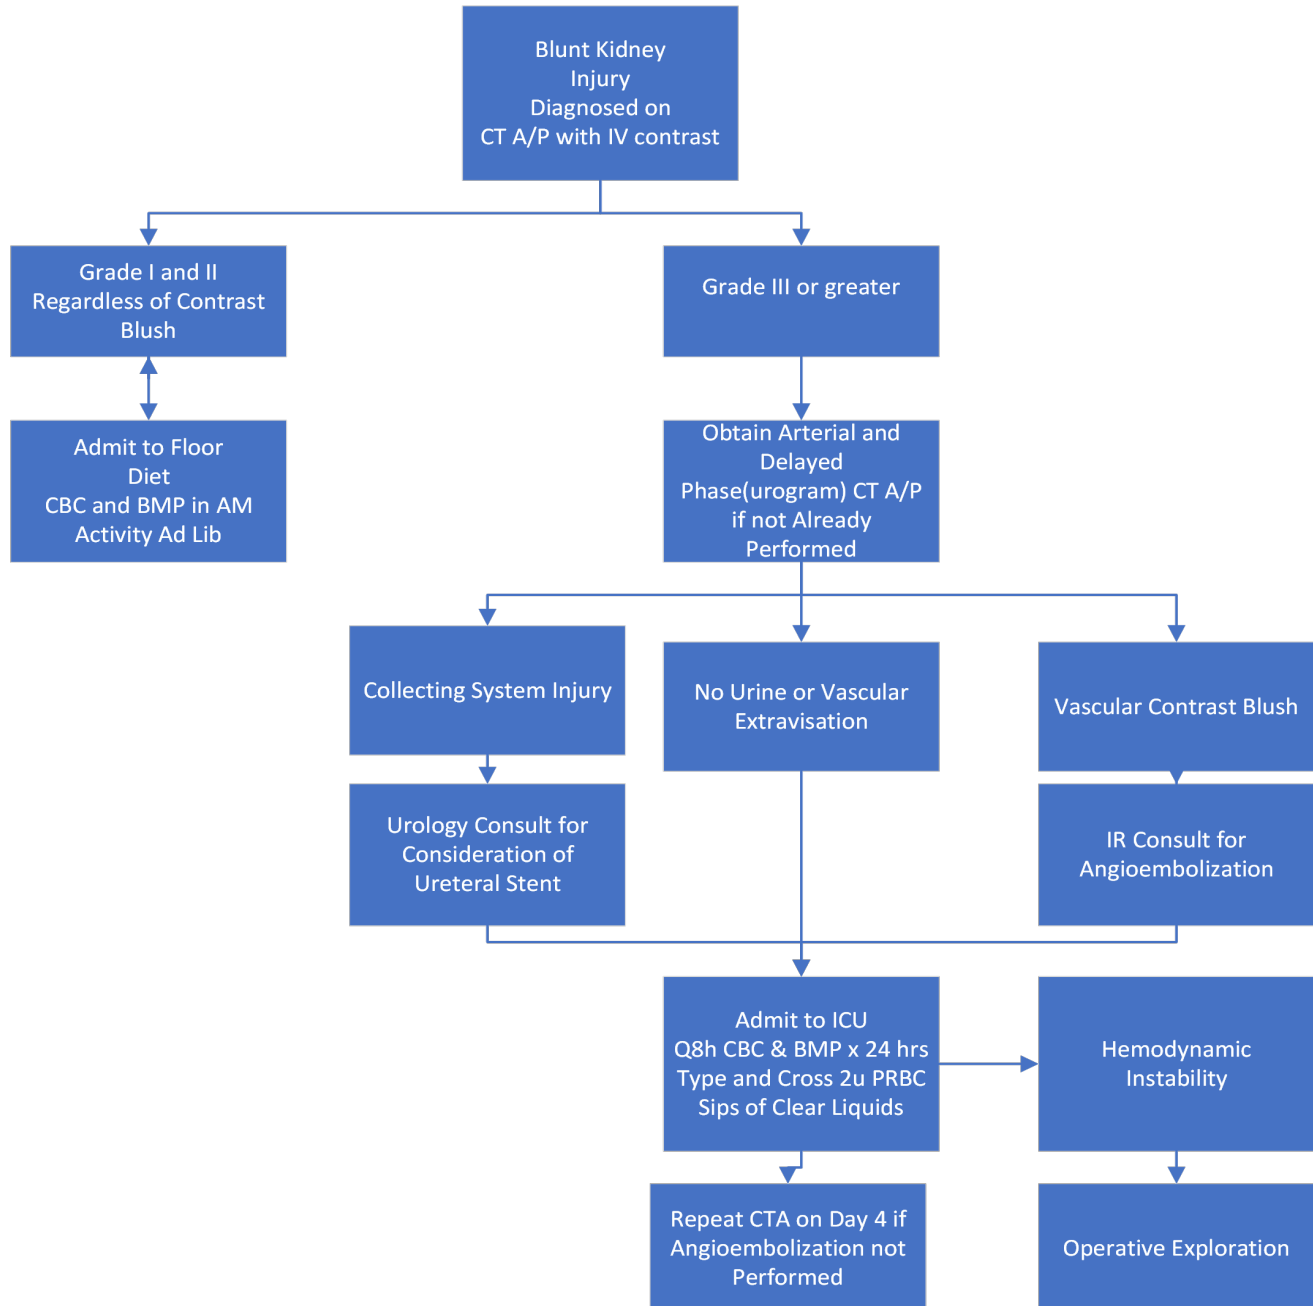 Blunt Kidney
Injury
Diagnosed on
CT A/P with IV contrast
Grade I and II
Regardless of Contrast
Blush
Grade III or greater
Admit to Floor
Diet
CBC and BMP in AM
Activity Ad Lib
Obtain Arterial and
Delayed
Phase(urogram) CT A/P
if not Already
Performed
Collecting System Injury
No Urine or Vascular
Extravisation
Vascular Contrast Blush
Urology Consult for
Consideration of
Ureteral Stent
IR Consult for
Angioembolization
Admit to ICU
Q8h CBC & BMP x 24 hrs
Type and Cross 2u PRBC
Sips of Clear Liquids
Hemodynamic
Instability
Repeat CTA on Day 4 if
Angioembolization not
Performed
Operative Exploration